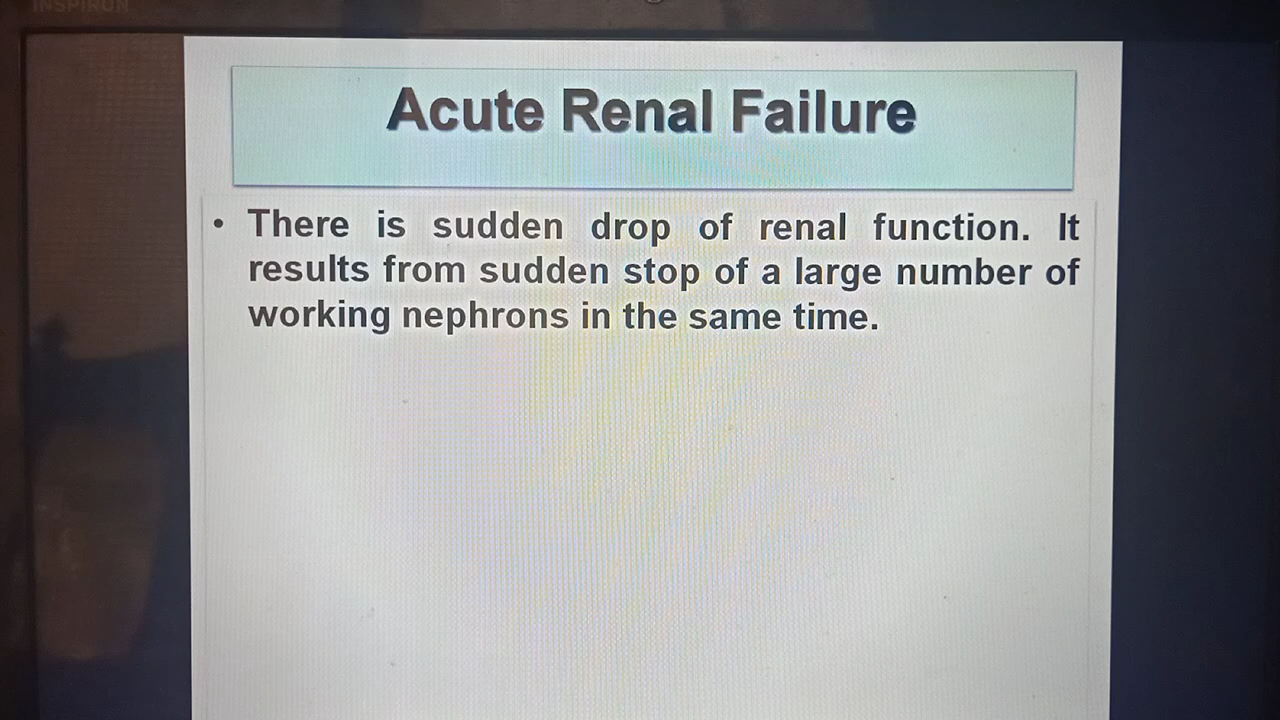 INSPIRON
Acute Renal Failure
• There is sudden drop of renal function. It
results from sudden stop of a large number of
working nephrons in the same time.